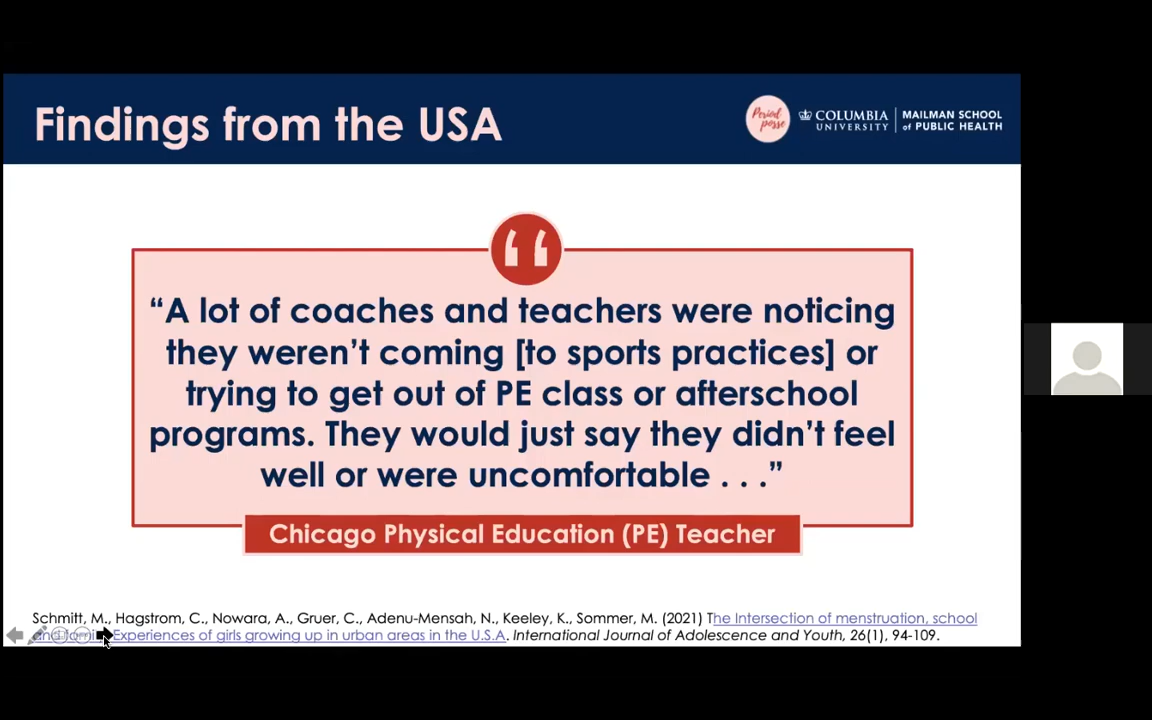 Findings from the USA
Period
posse
COLUMBIA
UNIVERSITY
MAILMAN SCHOOL
of PUBLIC HEALTH
“A lot of coaches and teachers were noticing
they weren’t coming [to sports practices] or
trying to get out of PE class or afterschool
programs. They would just say they didn’t feel
well or were uncomfortable . . .”
Chicago Physical Education (PE) Teacher
Schmitt, M., Hagstrom, C., Nowara, A., Gruer, C., Adenu-Mensah, N., Keeley, K., Sommer, M. (2021) The Intersection of menstruation, school
Experiences of girls growing up in urban areas in the U.S.A. International Journal of Adolescence and Youth, 26(1), 94-109.